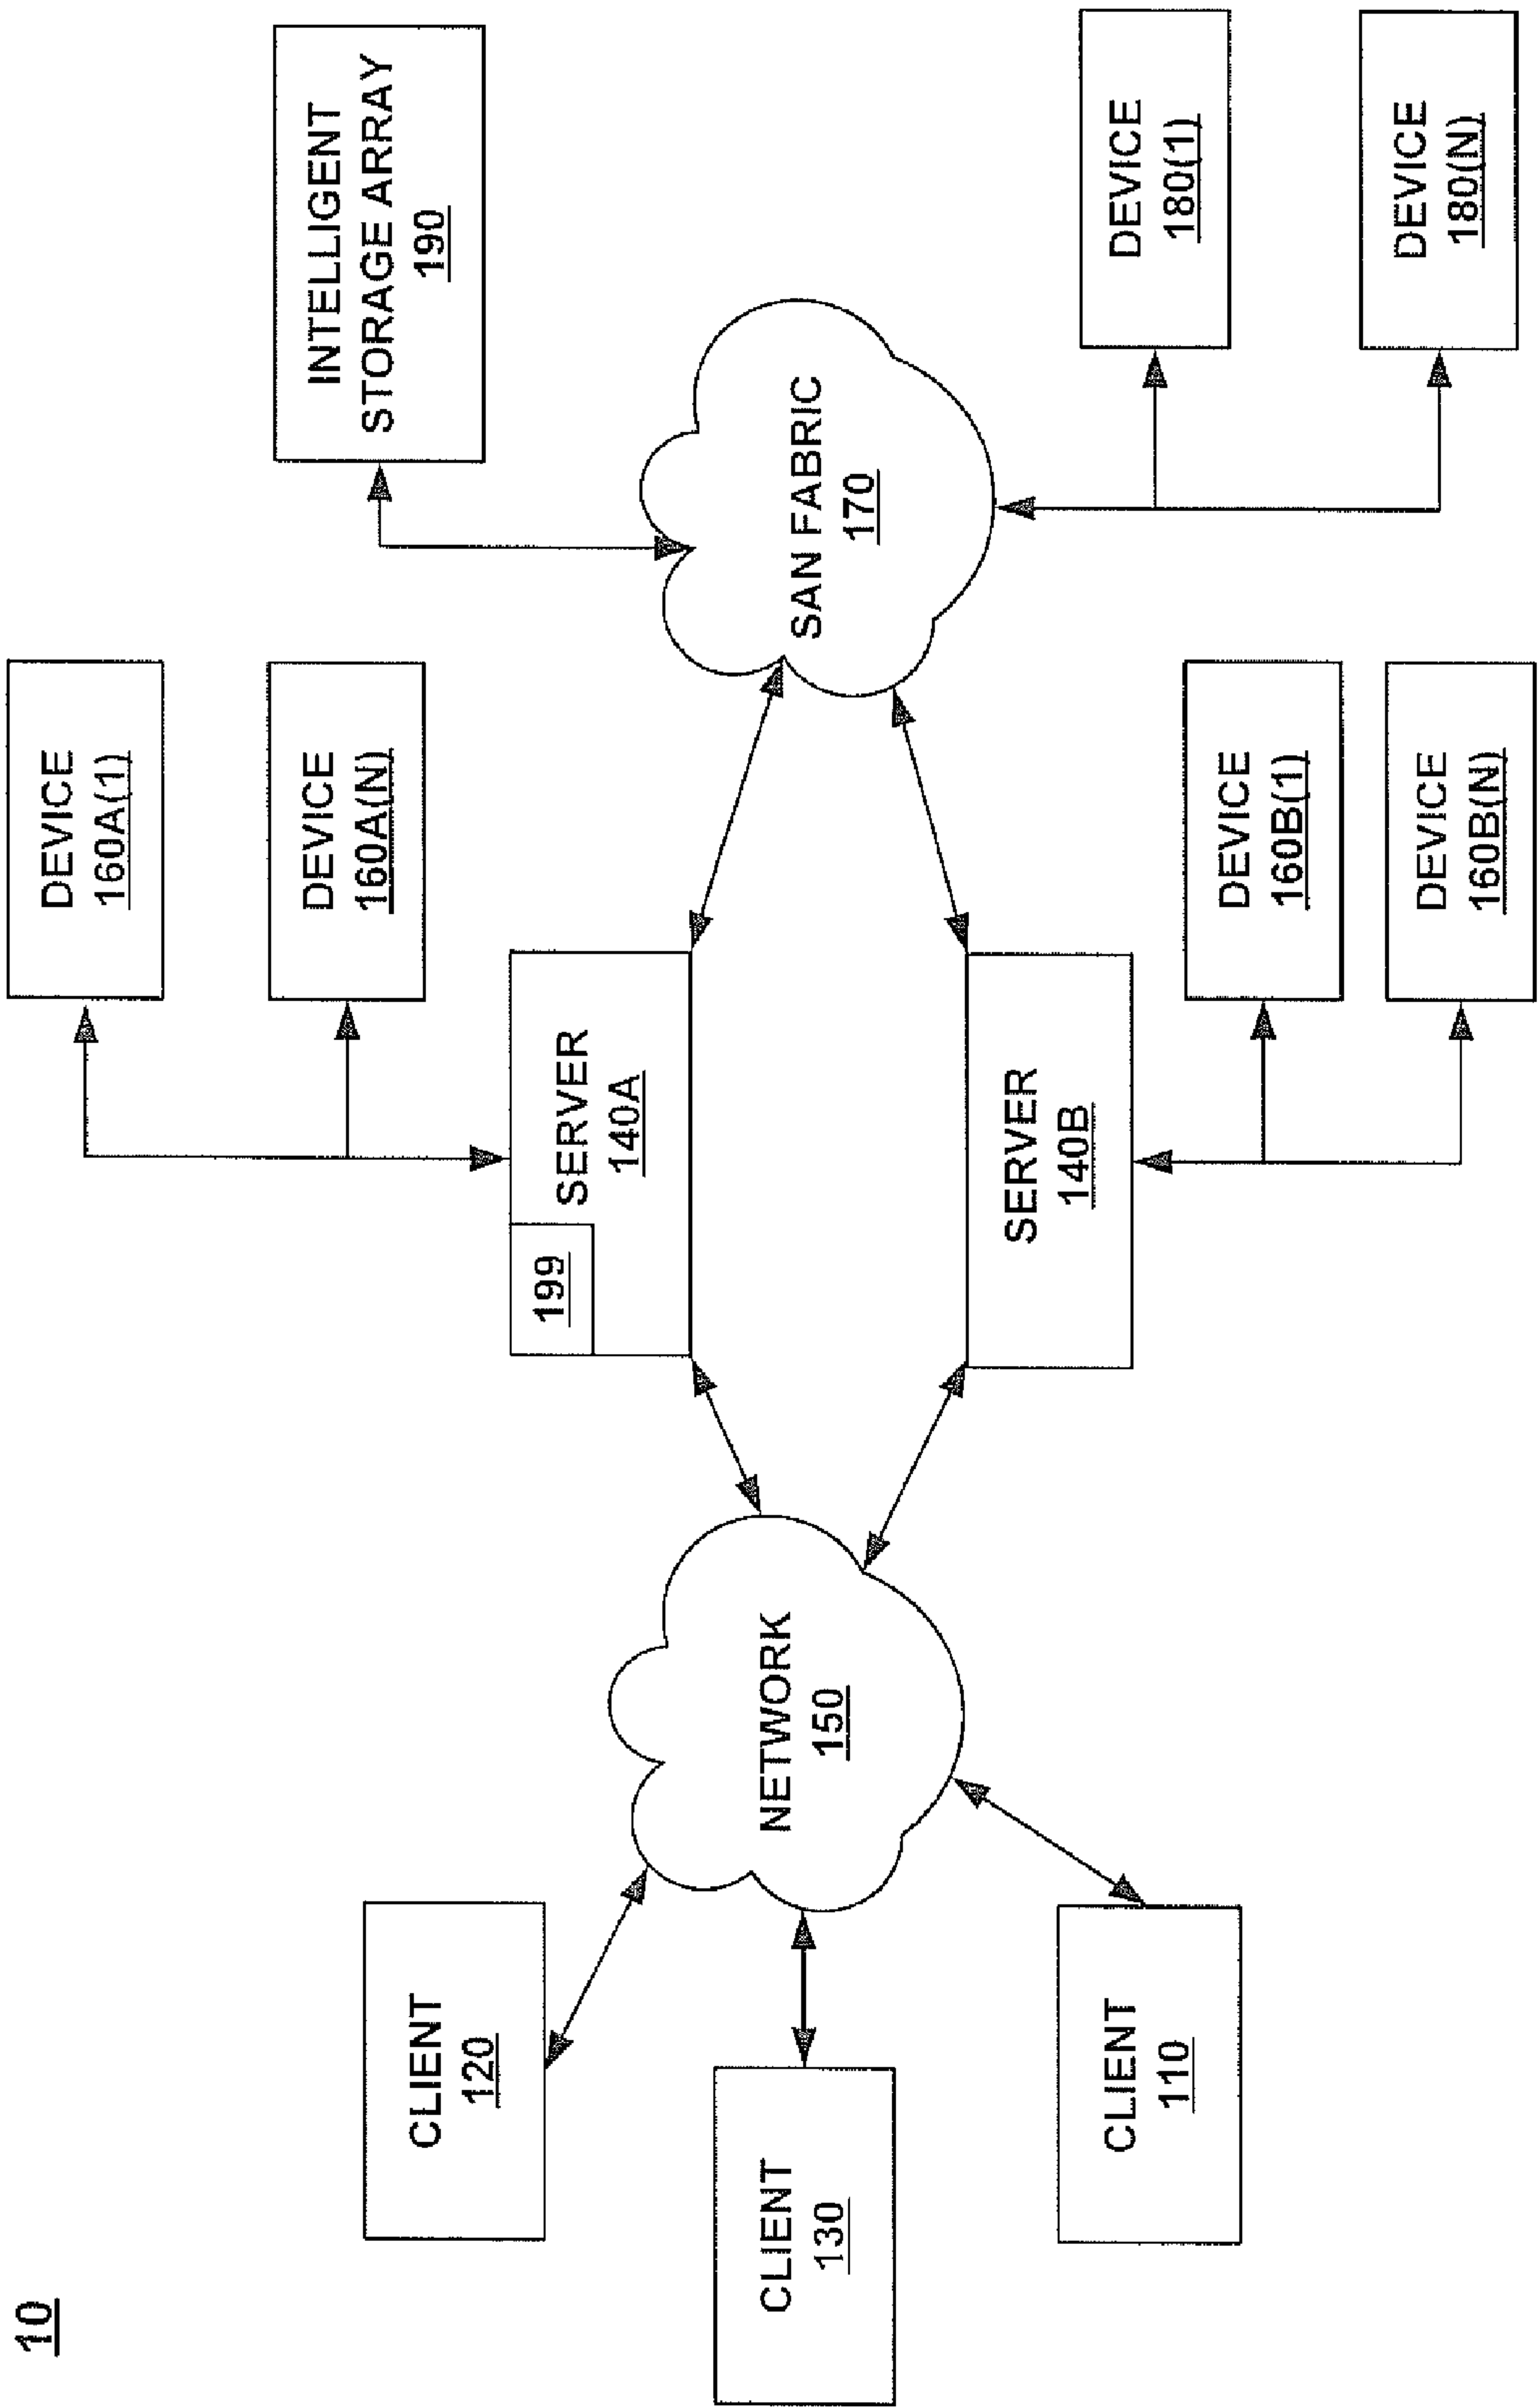 10
DEVICE
160A(1)
DEVICE
160A(N)
INTELLIGENT
STORAGE ARRAY
190
CLIENT
120
199
SERVER
140A
CLIENT
130
NETWORK
150
SAN FABRIC
170
CLIENT
110
SERVER
140B
DEVICE
160B(1)
DEVICE
160B(N)
DEVICE
180(1)
DEVICE
180(N)